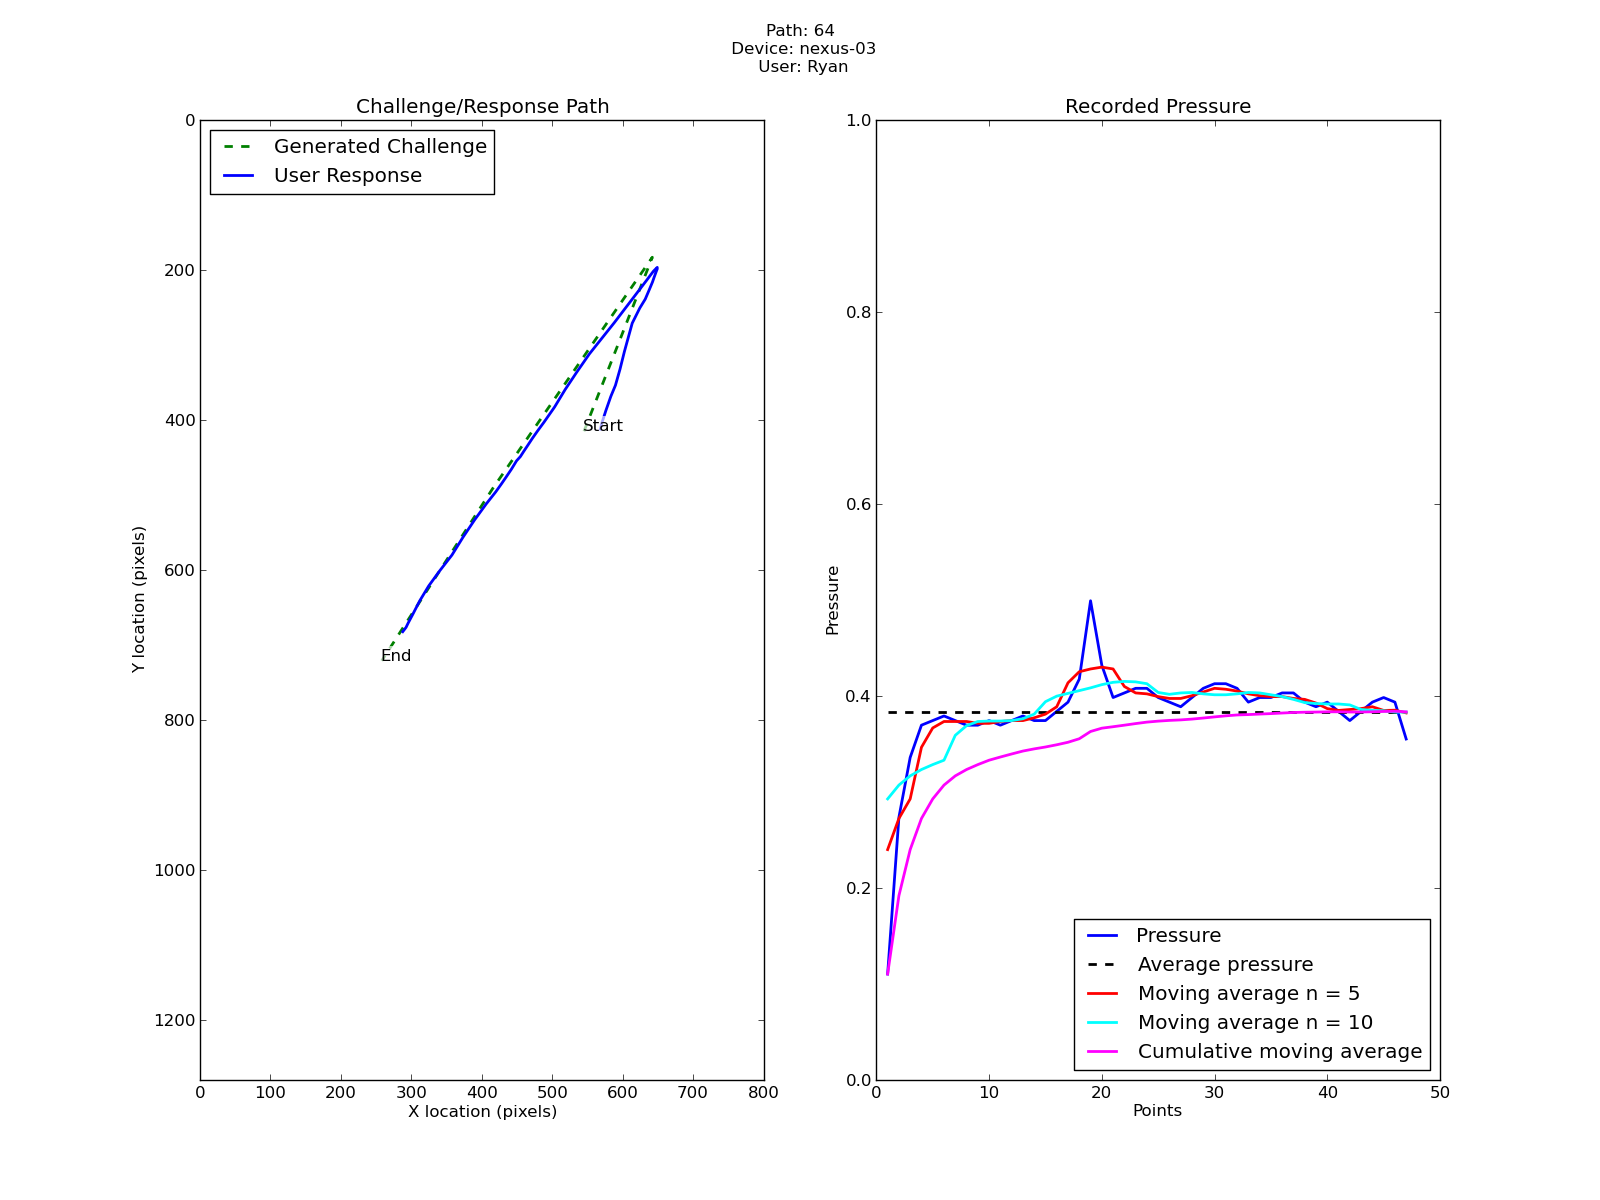 Path: 64
Device: nexus-03
User: Ryan
Challenge/Response Path
0
200
400
600
800
1000
1200
Y location (pixels)
Generated Challenge
User Response
Start
End
0 100 200 300 400 500 600 700 800
X location (pixels)
Recorded Pressure
1.0
0.8
0.6
0.4
0.2
0.0
Pressure
Pressure
Average pressure
Moving average n = 5
Moving average n = 10
Cumulative moving average
0 10 20 30 40 50
Points